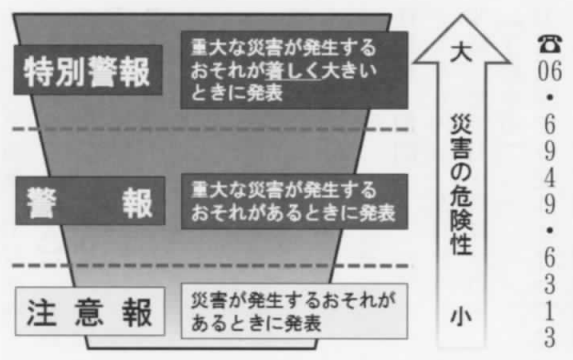 特別警報
重大な災害が発生する
おそれが著しく大きい
ときに発表
警　報
重大な災害が発生する
おそれがあるときに発表
注意報
災害が発生するおそれが
あるときに発表
大　災害の危険性　小
☎06・6949・6313